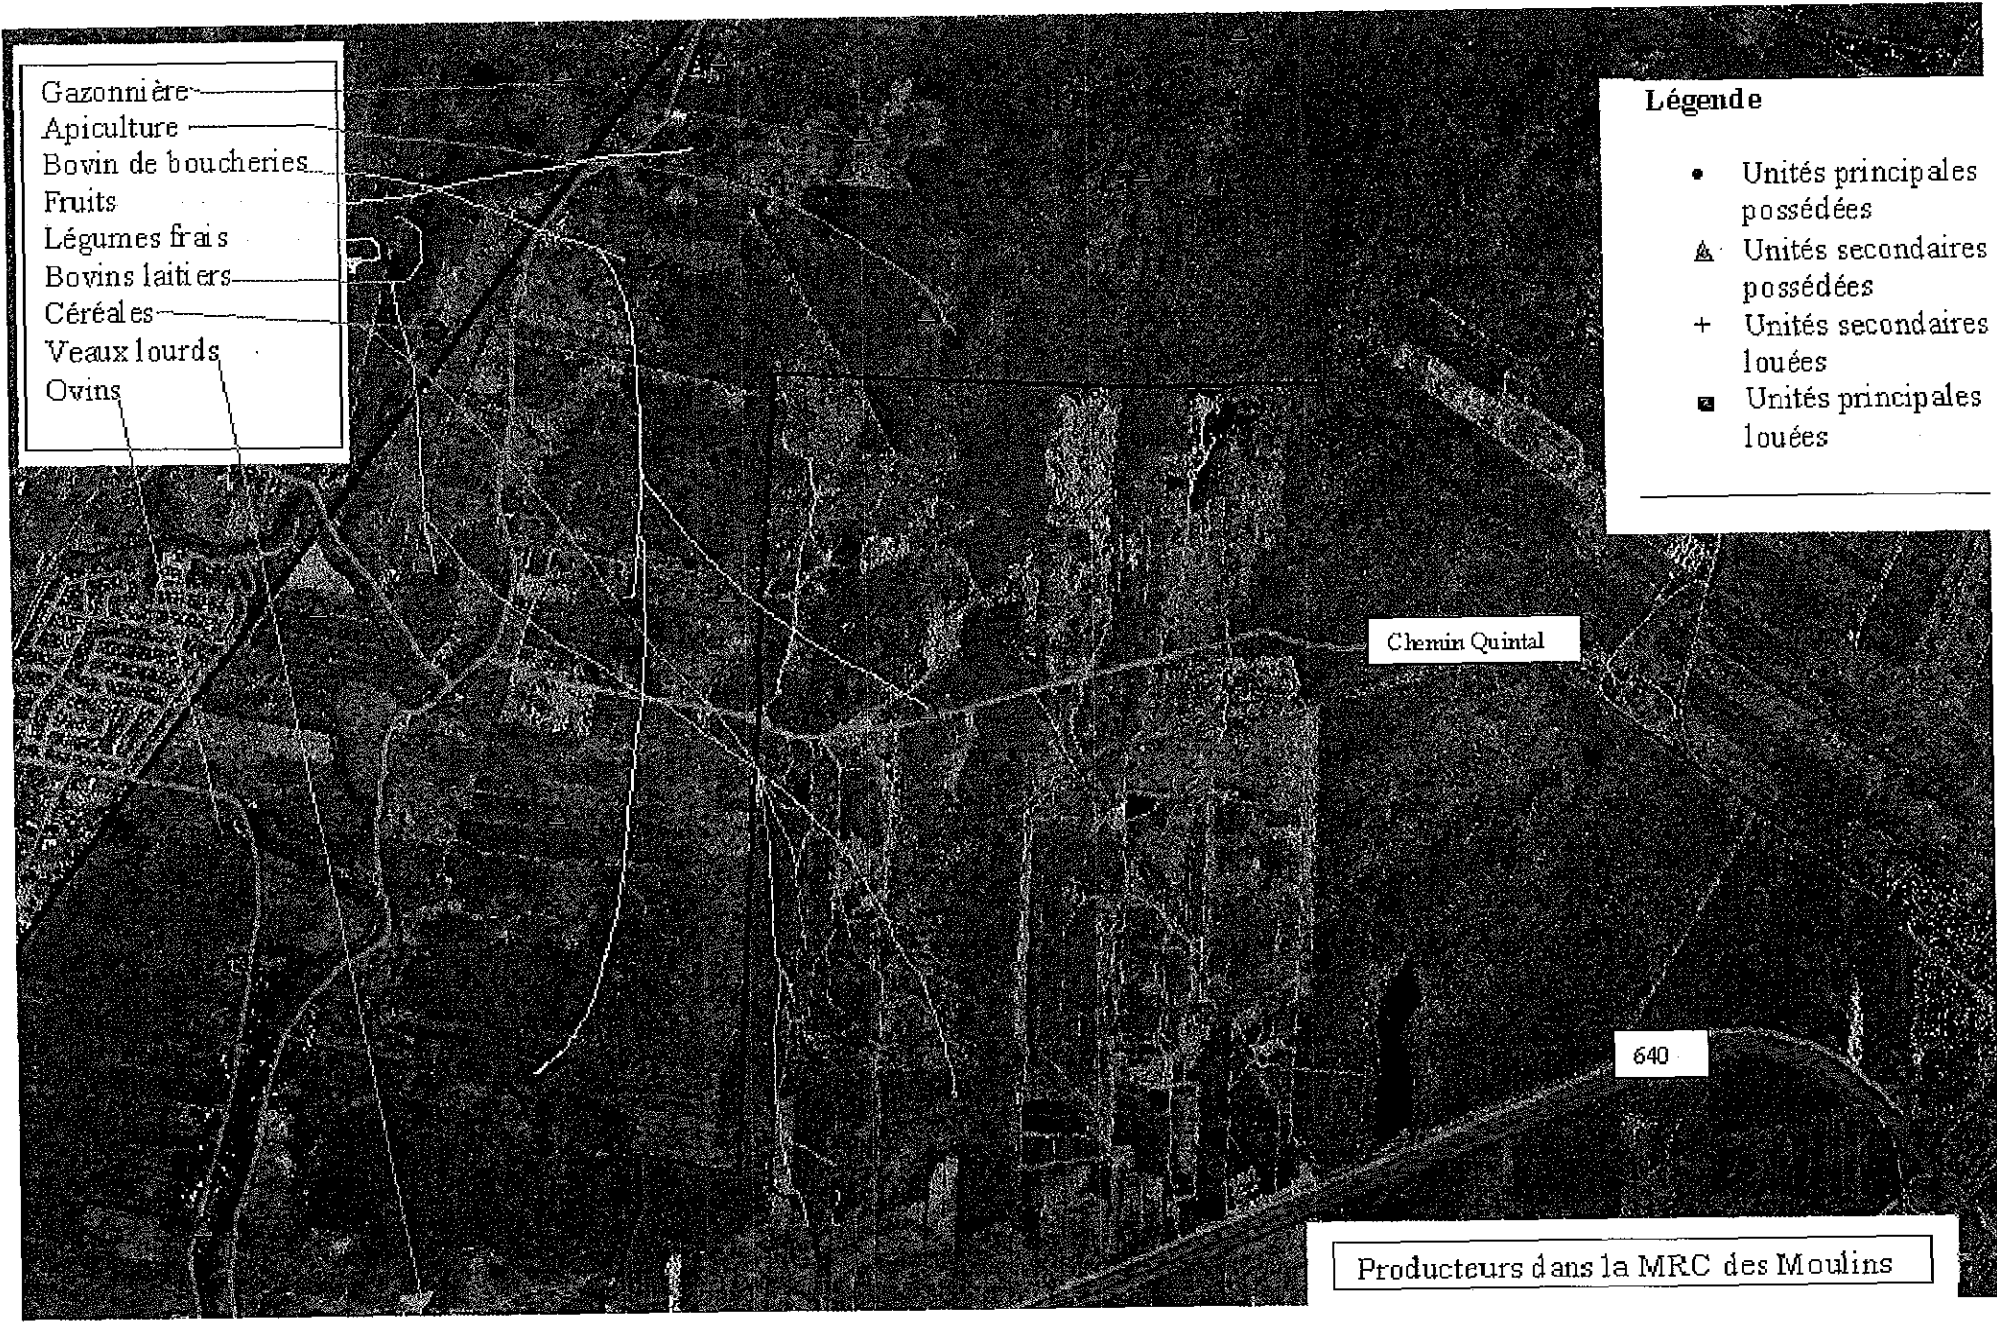 Gazonnière
Apiculture
Bovin de boucheries
Fruits
Légumes frais
Bovins laitiers
Céréales
Veaux lourds
Ovins
Légende
Unités principales
possédées
Unités secondaires
possédées
Unités secondaires
louées
Unités principales
louées
Chemin Quintal
640
Producteurs dans la MRC des Moulins